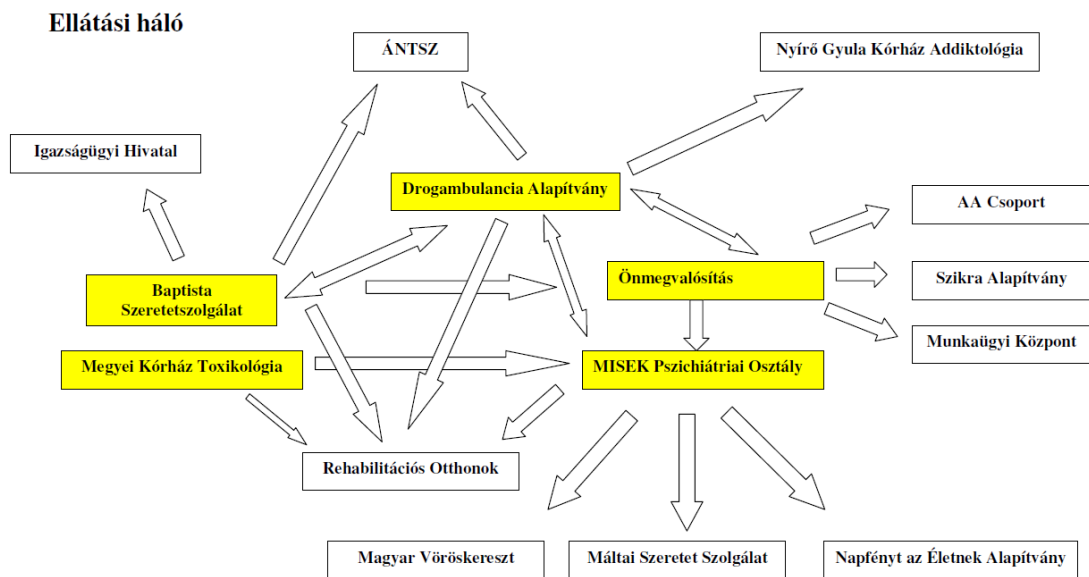 Ellátási háló
ÁNTSZ
Nyírő Gyula Kórház Addiktológia
Igazságügyi Hivatal
Drogambulancia Alapítvány
AA Csoport
Baptista
Szeretetszolgálat
Önmegvalósítás
Szikra Alapítvány
Munkaügyi Központ
Megyei Kórház Toxikológia
MISEK Pszichiátriai Osztály
Rehabilitációs Otthonok
Magyar Vöröskereszt
Máltai Szeretet Szolgálat
Napfényt az Életnek Alapítvány